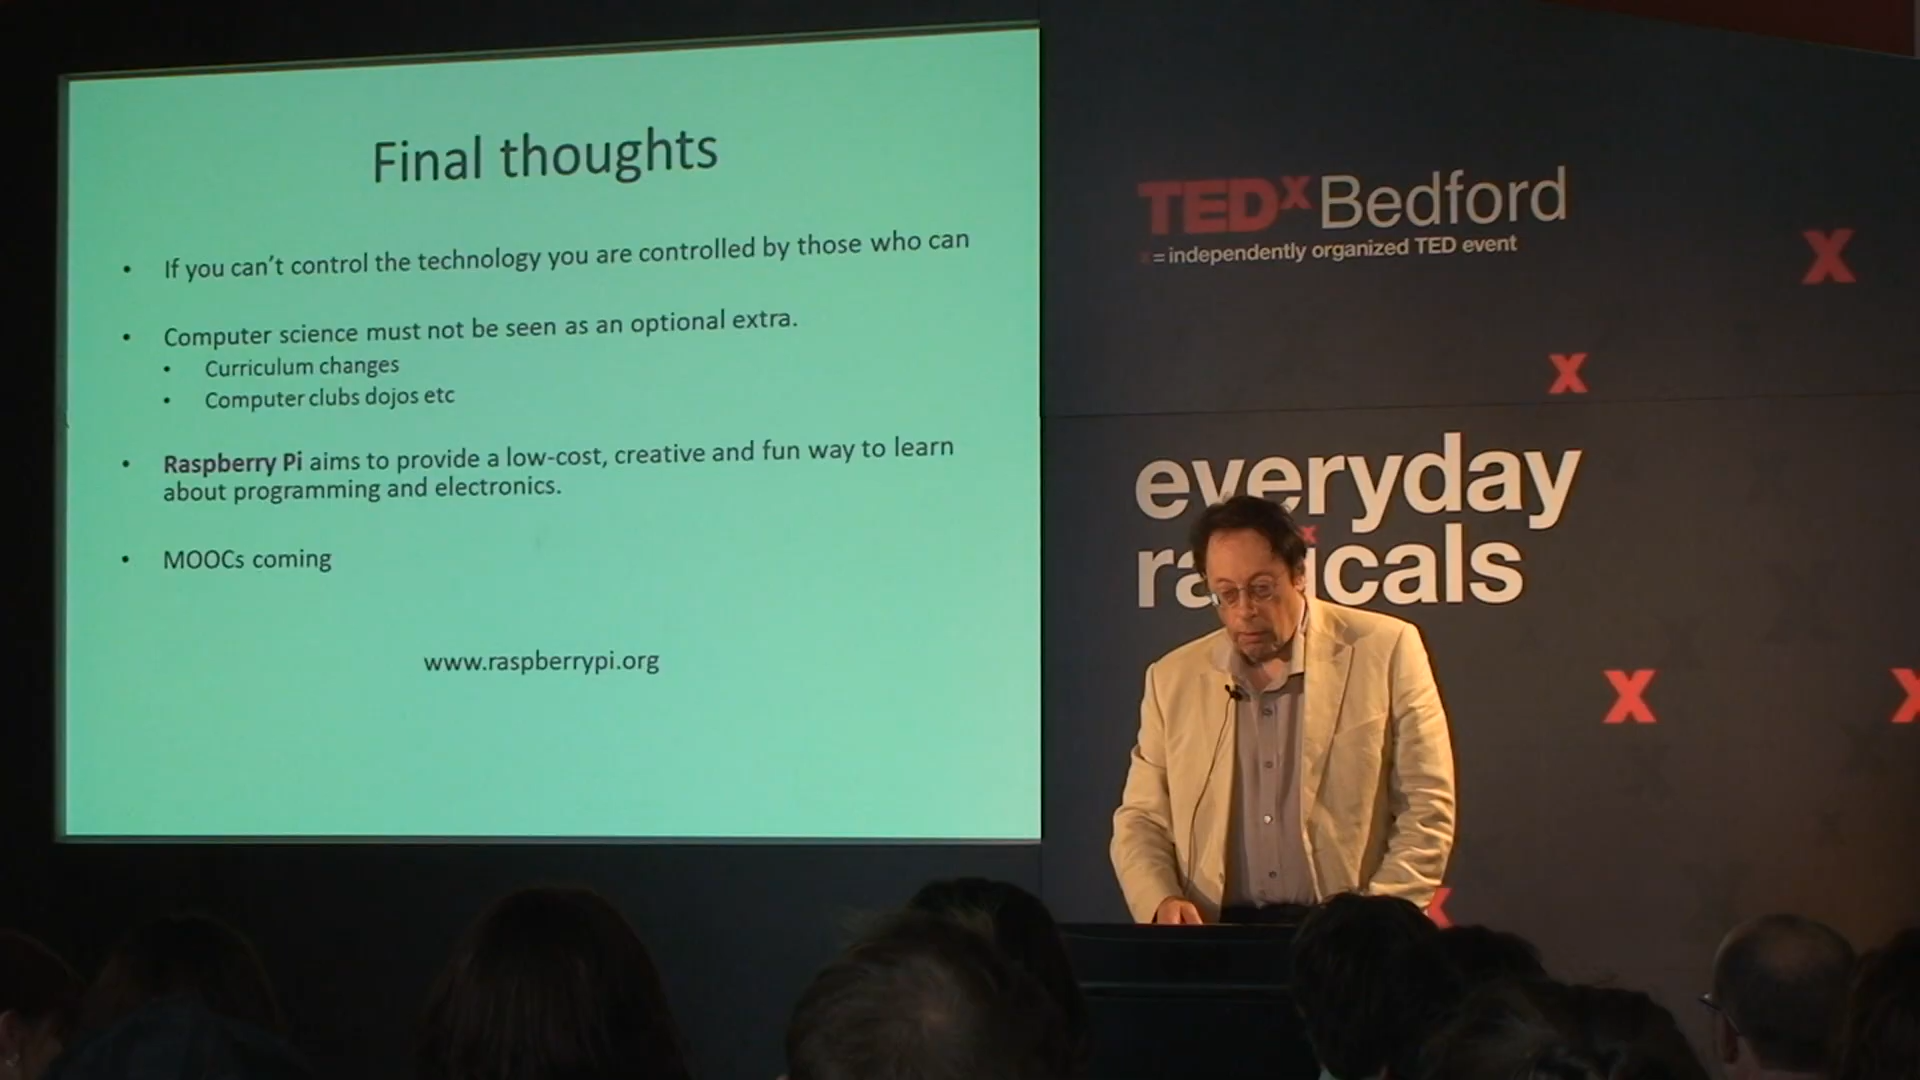 Final thoughts
• If you can't control the technology you are controlled by those who can
• Computer science must not be seen as an optional extra.
• Curriculum changes
• Computer clubs dojos etc
• Raspberry Pi aims to provide a low-cost, creative and fun way to learn
about programming and electronics.
• MOOCs coming
www.raspberrypi.org
TEDx Bedford
x = independently organized TED event
everyday
ra icals
x
x
x
x
x